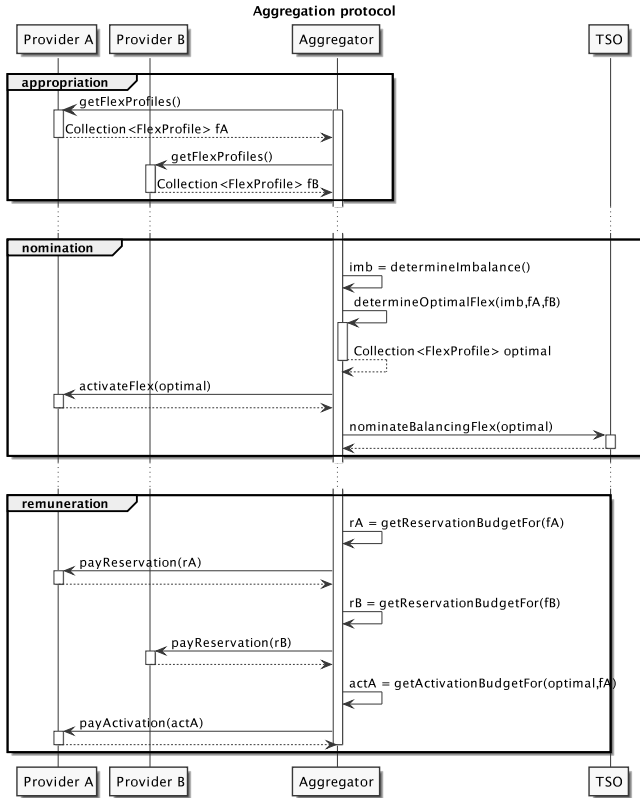 Aggregation protocol
Provider A Provider B Aggregator TSO
appropriation
getFlexProfiles()
Collection<FlexProfile> fA
getFlexProfiles()
Collection<FlexProfile> fB
nomination
imb = determineImbalance()
determineOptimalFlex(imb,fA,fB)
Collection<FlexProfile> optimal
activateFlex(optimal)
nominateBalancingFlex(optimal)
remuneration
rA = getReservationBudgetFor(fA)
payReservation(rA)
rB = getReservationBudgetFor(fB)
payReservation(rB)
actA = getActivationBudgetFor(optimal,fA)
payActivation(actA)
Provider A Provider B Aggregator TSO